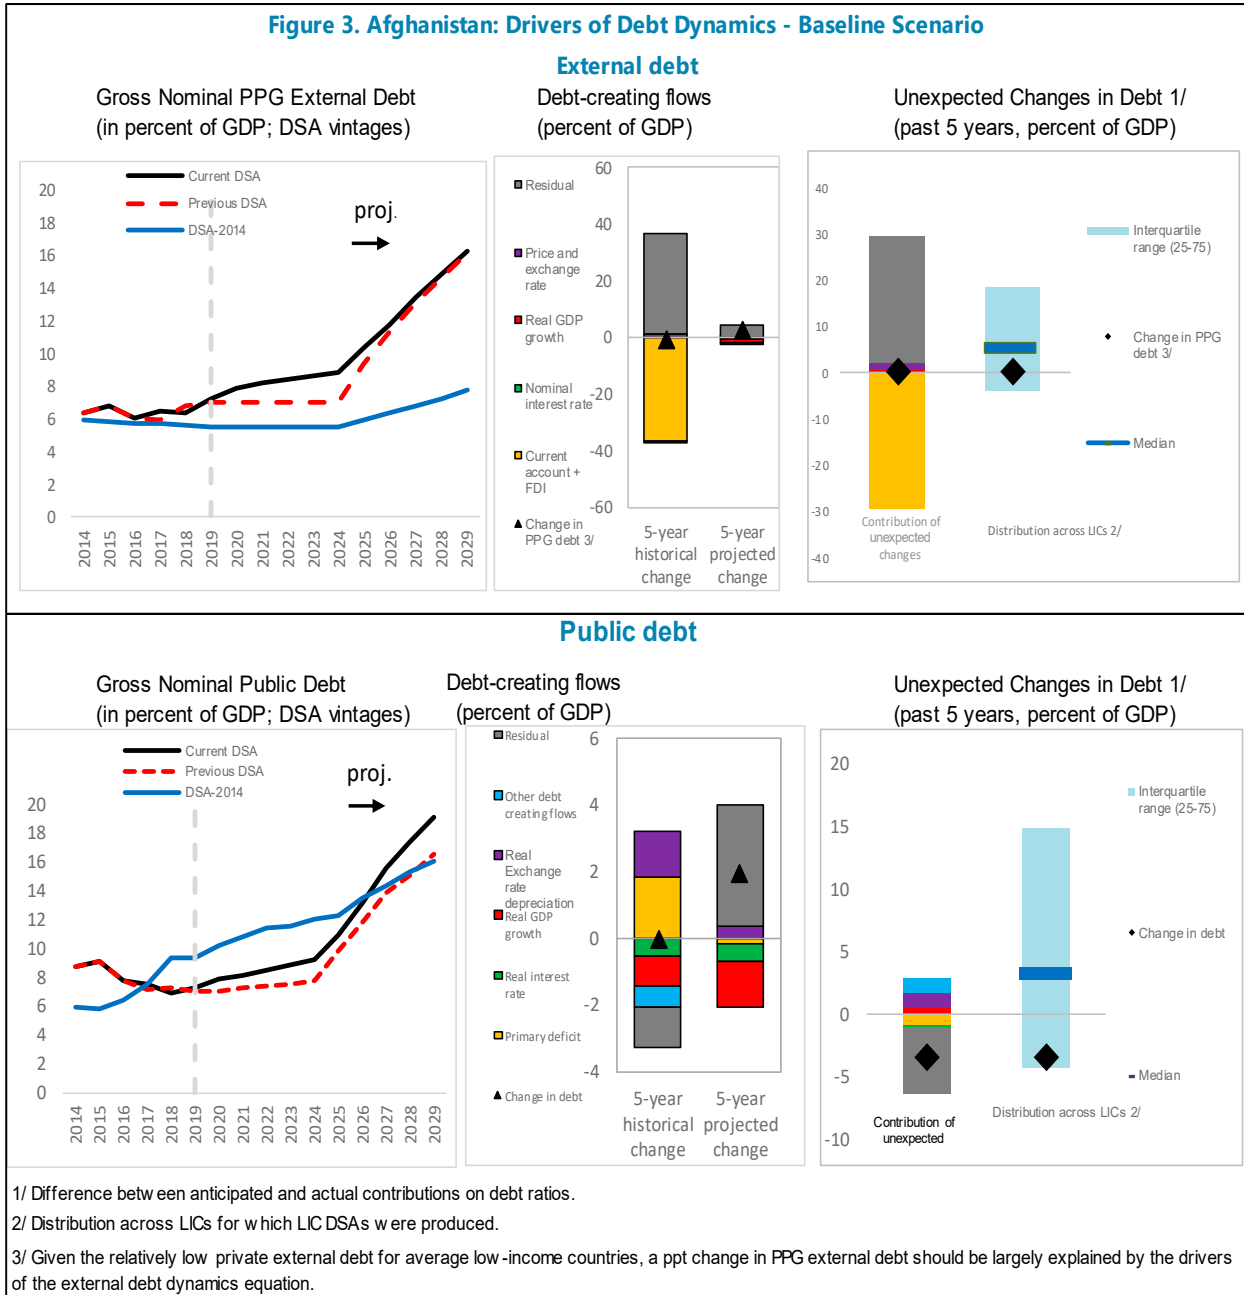 Figure 3. Afghanistan: Drivers of Debt Dynamics - Baseline Scenario
External debt
Gross Nominal PPG External Debt
(in percent of GDP; DSA vintages)
Current DSA
Previous DSA
DSA-2014
proj.
20
18
16
14
12
10
8
6
4
2
0
2014
2015
2016
2017
2018
2019
2020
2021
2022
2023
2024
2025
2026
2027
2028
2029
Debt-creating flows
(percent of GDP)
Residual
Price and
exchange
rate
Real GDP
growth
Nominal
interest rate
Current
account +
FDI
Change in
PPG debt 3/
60
40
20
0
-20
-40
-60
5-year
historical
change
5-year
projected
change
Unexpected Changes in Debt 1/
(past 5 years, percent of GDP)
40
30
20
10
0
-10
-20
-30
-40
Contribution of
unexpected
changes
Distribution across LICs 2/
Interquartile
range (25-75)
Change in PPG
debt 3/
Median
Public debt
Gross Nominal Public Debt
(in percent of GDP; DSA vintages)
Current DSA
Previous DSA
DSA-2014
proj.
20
18
16
14
12
10
8
6
4
2
0
2014
2015
2016
2017
2018
2019
2020
2021
2022
2023
2024
2025
2026
2027
2028
2029
Debt-creating flows
(percent of GDP)
Residual
Other debt
creating flows
Real
Exchange
rate
depreciation
Real GDP
growth
Real interest
rate
Primary deficit
Change in debt
6
4
2
0
-2
-4
5-year
historical
change
5-year
projected
change
Unexpected Changes in Debt 1/
(past 5 years, percent of GDP)
20
15
10
5
0
-5
-10
Contribution of
unexpected
Distribution across LICs 2/
Interquartile
range (25-75)
Change in debt
Median
1/ Difference between anticipated and actual contributions on debt ratios.
2/ Distribution across LICs for which LIC DSAs were produced.
3/ Given the relatively low private external debt for average low-income countries, a ppt change in PPG external debt should be largely explained by the drivers
of the external debt dynamics equation.